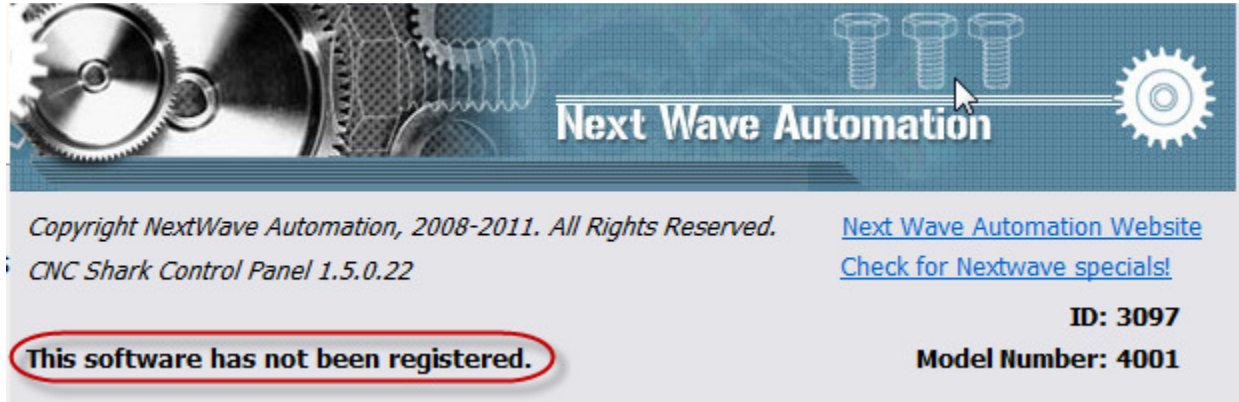 Next Wave Automation
Copyright NextWave Automation, 2008-2011. All Rights Reserved.
Next Wave Automation Website
CNC Shark Control Panel 1.5.0.22
Check for Nextwave specials!
ID: 3097
This software has not been registered.
Model Number: 4001